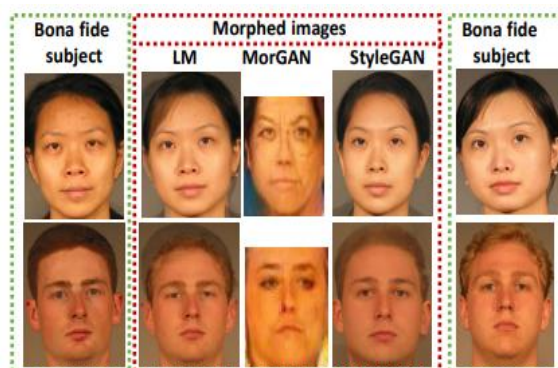 Bona fide
subject
Morphed images
LM MorGAN StyleGAN
Bona fide
subject